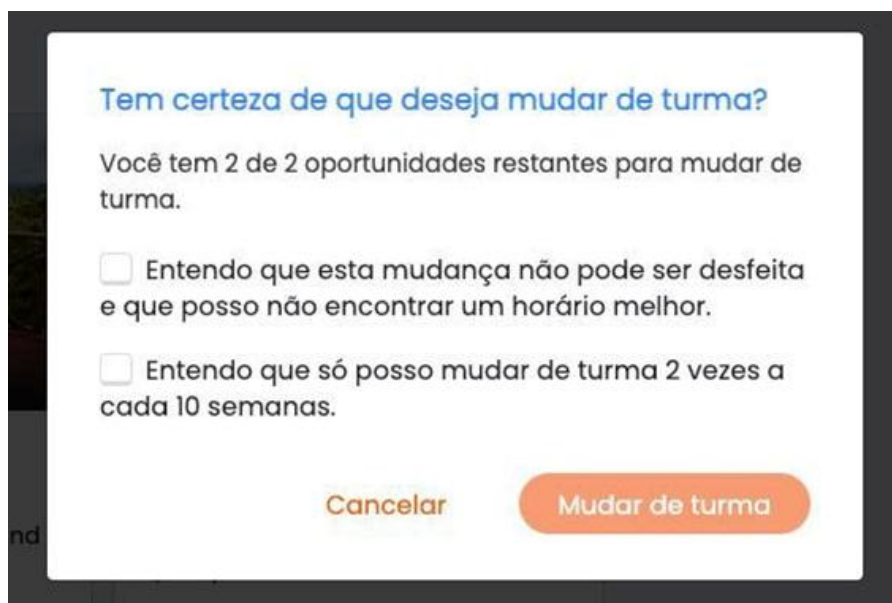 Tem certeza de que deseja mudar de turma?
Você tem 2 de 2 oportunidades restantes para mudar de
turma.
Entendo que esta mudança não pode ser desfeita
e que posso não encontrar um horário melhor.
Entendo que só posso mudar de turma 2 vezes a
cada 10 semanas.
Cancelar
Mudar de turma
nd